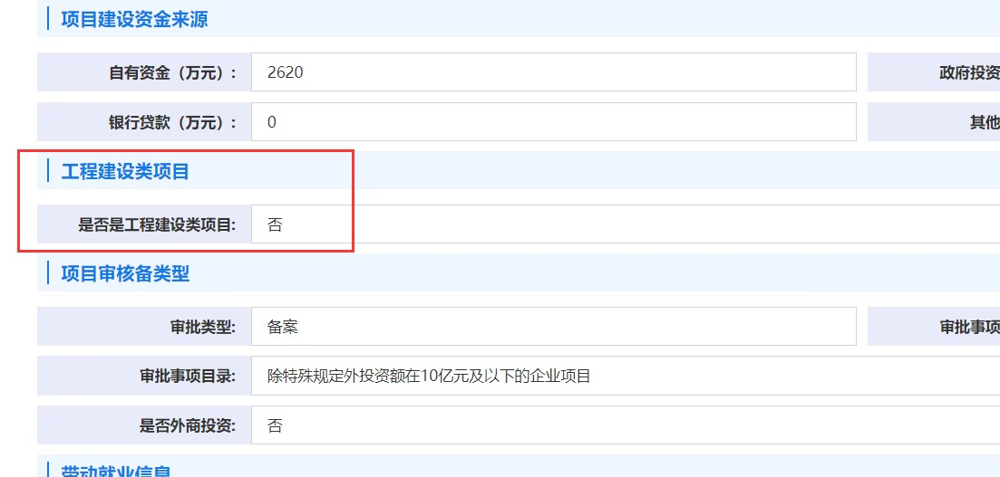 项目建设资金来源
自有资金（万元）: 2620 政府投资
银行贷款（万元）: 0 其他
工程建设类项目
是否是工程建设类项目: 否
项目审核备类型
审批类型: 备案 审批事项
审批事项目录: 除特殊规定外投资额在10亿元及以下的企业项目
是否外商投资: 否
带动就业信息